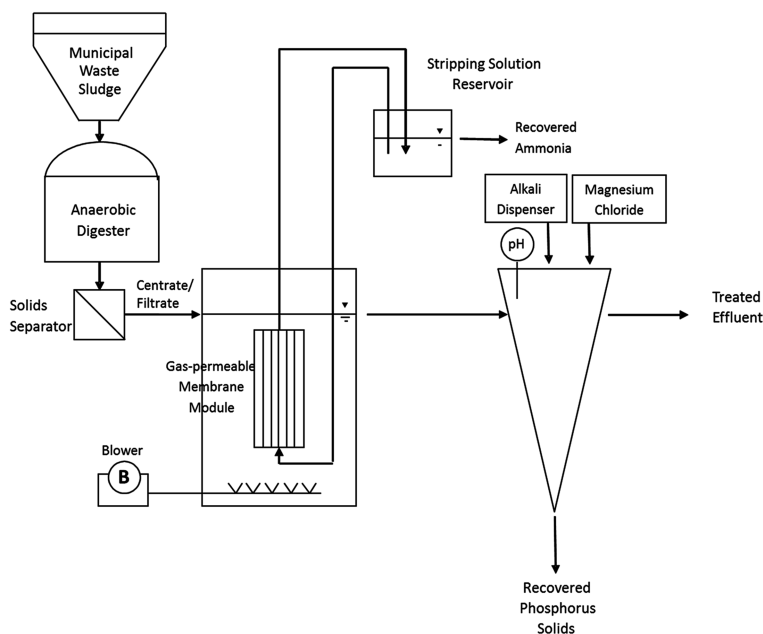 Municipal
Waste
Sludge
Stripping Solution
Reservoir
Recovered
Ammonia
Anaerobic
Digester
Alkali
Dispenser
Magnesium
Chloride
pH
Centrate/
Filtrate
Solids
Separator
Treated
Effluent
Gas-permeable
Membrane
Module
Blower
B
Recovered
Phosphorus
Solids